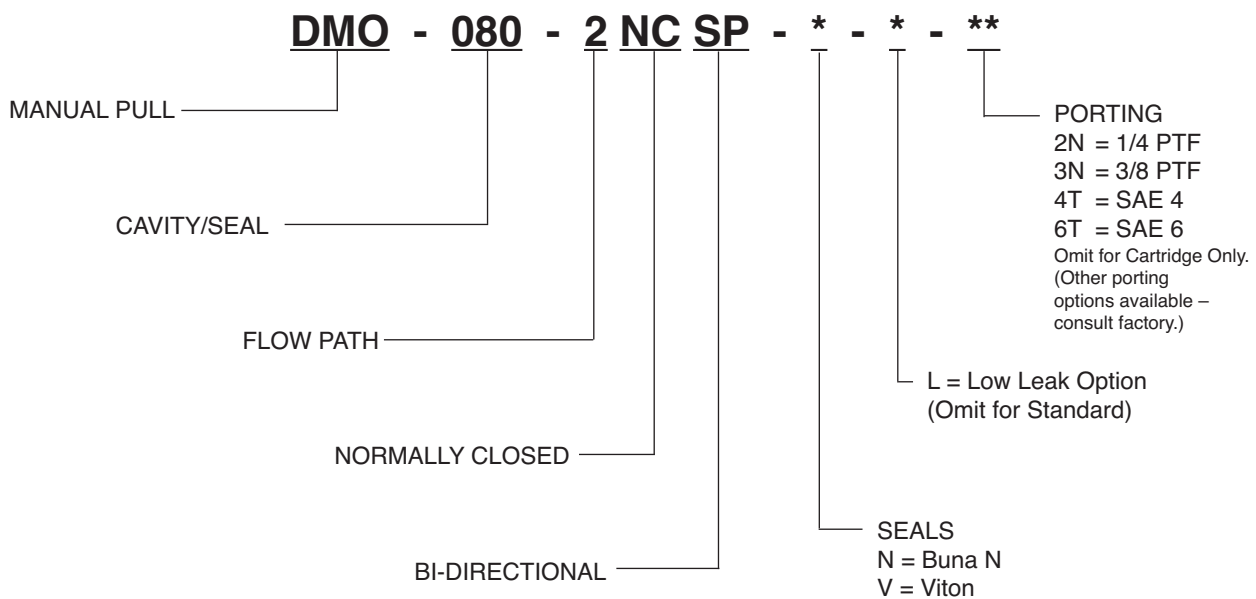 DMO - 080 - 2 NC SP - * - * - **
MANUAL PULL
CAVITY/SEAL
FLOW PATH
NORMALLY CLOSED
BI-DIRECTIONAL
PORTING
2N = 1/4 PTF
3N = 3/8 PTF
4T = SAE 4
6T = SAE 6
Omit for Cartridge Only.
(Other porting
options available –
consult factory.)
L = Low Leak Option
(Omit for Standard)
SEALS
N = Buna N
V = Viton